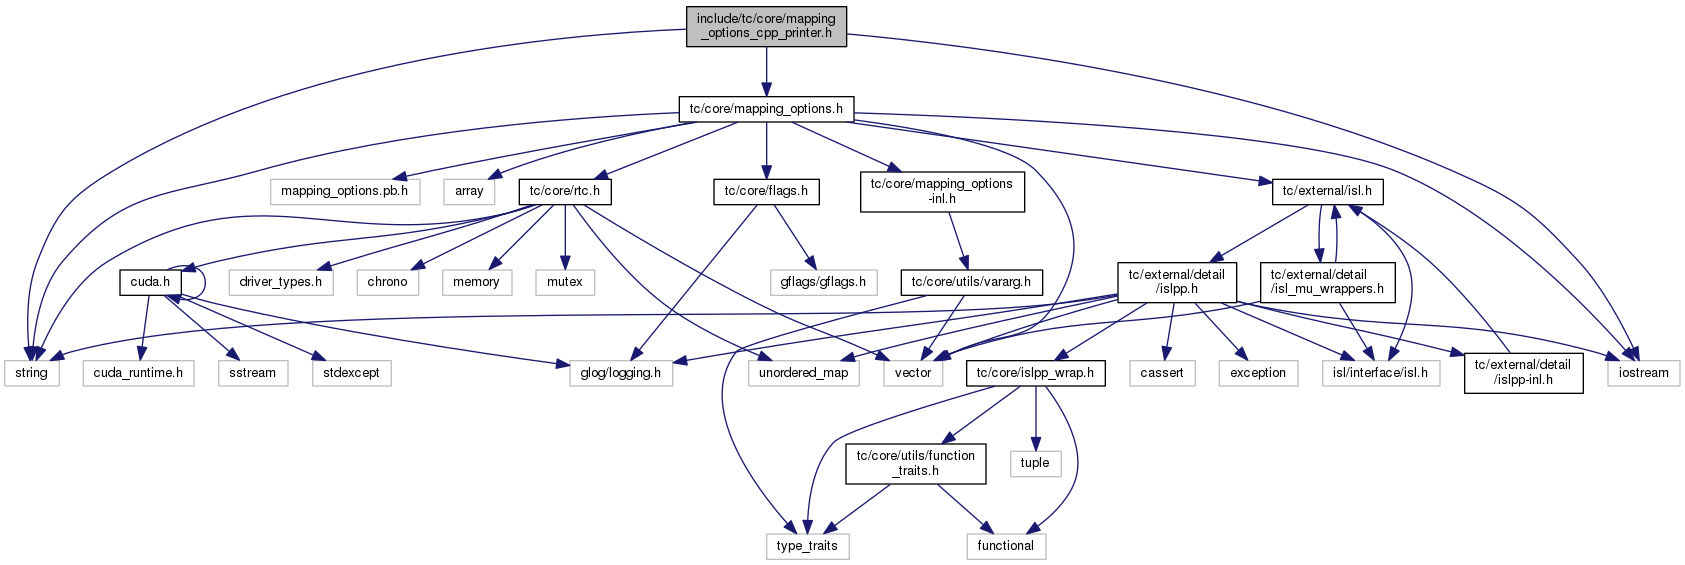 include/tc/core/mapping
_options_cpp_printer.h
tc/core/mapping_options.h
mapping_options.pb.h
array
tc/core/rtc.h
tc/core/flags.h
tc/core/mapping_options
-inl.h
tc/external/isl.h
cuda.h
driver_types.h
chrono
memory
mutex
gflags/gflags.h
tc/core/utils/vararg.h
tc/external/detail
/islpp.h
tc/external/detail
/isl_mu_wrappers.h
string
cuda_runtime.h
sstream
stdexcept
glog/logging.h
unordered_map
vector
tc/core/islpp_wrap.h
cassert
exception
isl/interface/isl.h
tc/external/detail
/islpp-inl.h
iostream
tc/core/utils/function
_traits.h
tuple
type_traits
functional